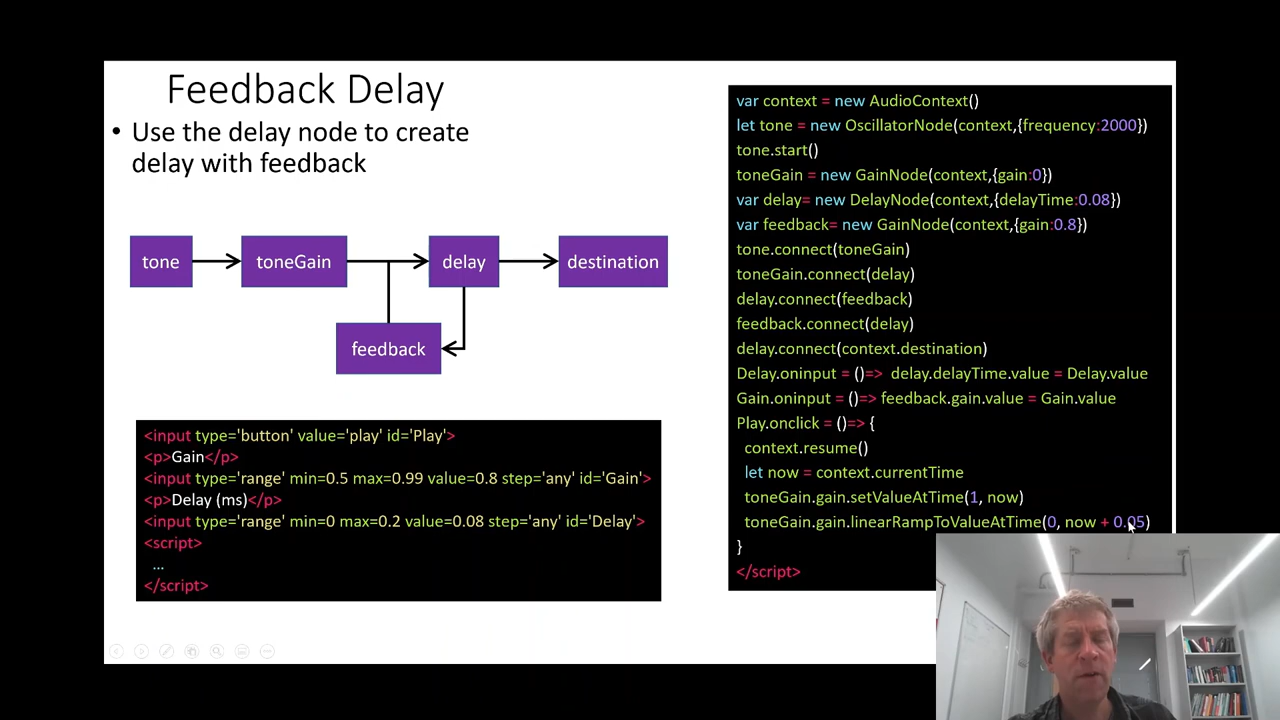 Feedback Delay
• Use the delay node to create
delay with feedback
tone
toneGain
delay
destination
feedback
<input type='button' value='play' id='Play'>
<p>Gain</p>
<input type='range' min=0.5 max=0.99 value=0.8 step='any' id='Gain'>
<p>Delay (ms)</p>
<input type='range' min=0 max=0.2 value=0.08 step='any' id='Delay'>
<script>
...
</script>
var context = new AudioContext()
let tone = new OscillatorNode(context,{frequency:2000})
tone.start()
toneGain = new GainNode(context,{gain:0})
var delay= new DelayNode(context,{delayTime:0.08})
var feedback= new GainNode(context,{gain:0.8})
tone.connect(toneGain)
toneGain.connect(delay)
delay.connect(feedback)
feedback.connect(delay)
delay.connect(context.destination)
Delay.oninput = ()=> delay.delayTime.value = Delay.value
Gain.oninput = ()=> feedback.gain.value = Gain.value
Play.onclick = ()=> {
context.resume()
let now = context.currentTime
toneGain.gain.setValueAtTime(1, now)
toneGain.gain.linearRampToValueAtTime(0, now + 0.05)
}
</script>